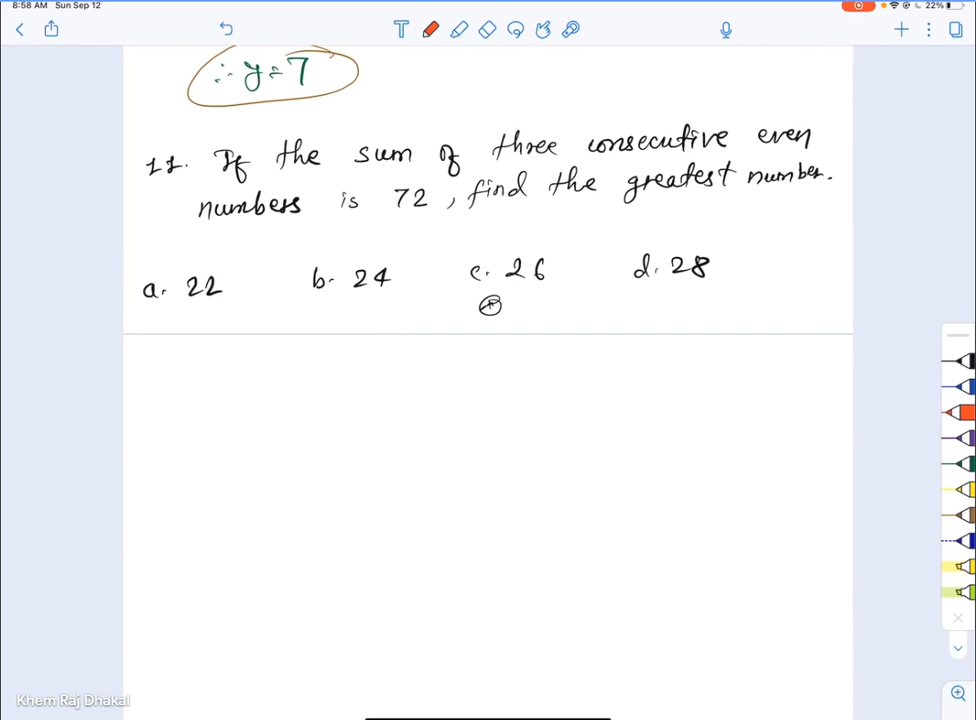 8:58 AM Sun Sep 12
22%
∴ y = 7
11. If the sum of three consecutive even
numbers is 72, find the greatest number.
a. 22 b. 24 c. 26 d. 28
Khem Raj Dhakal